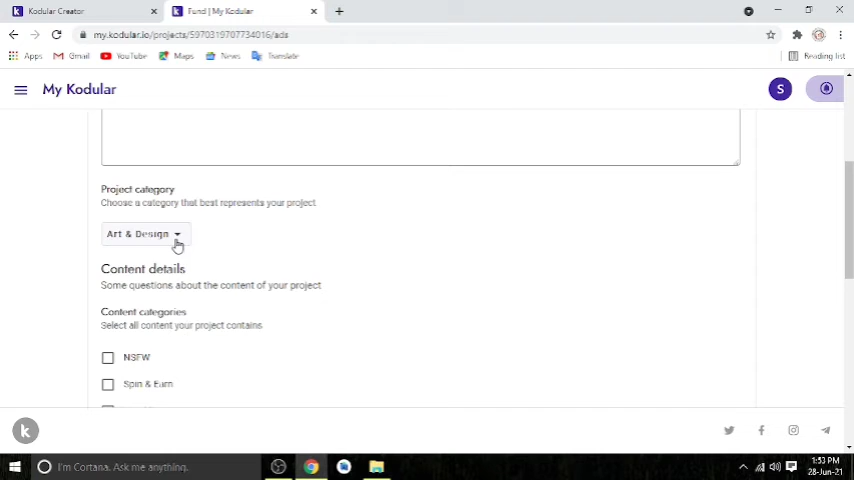 Kodular Creator
Fund | My Kodular
my.kodular.io/projects/5970319707734016/ads
Apps
Gmail
YouTube
Maps
News
Translate
Reading list
My Kodular
S
Project category
Choose a category that best represents your project
Art & Design
Content details
Some questions about the content of your project
Content categories
Select all content your project contains
NSFW
Spin & Earn
k
I'm Cortana. Ask me anything.
1:53 PM
28-Jun-21